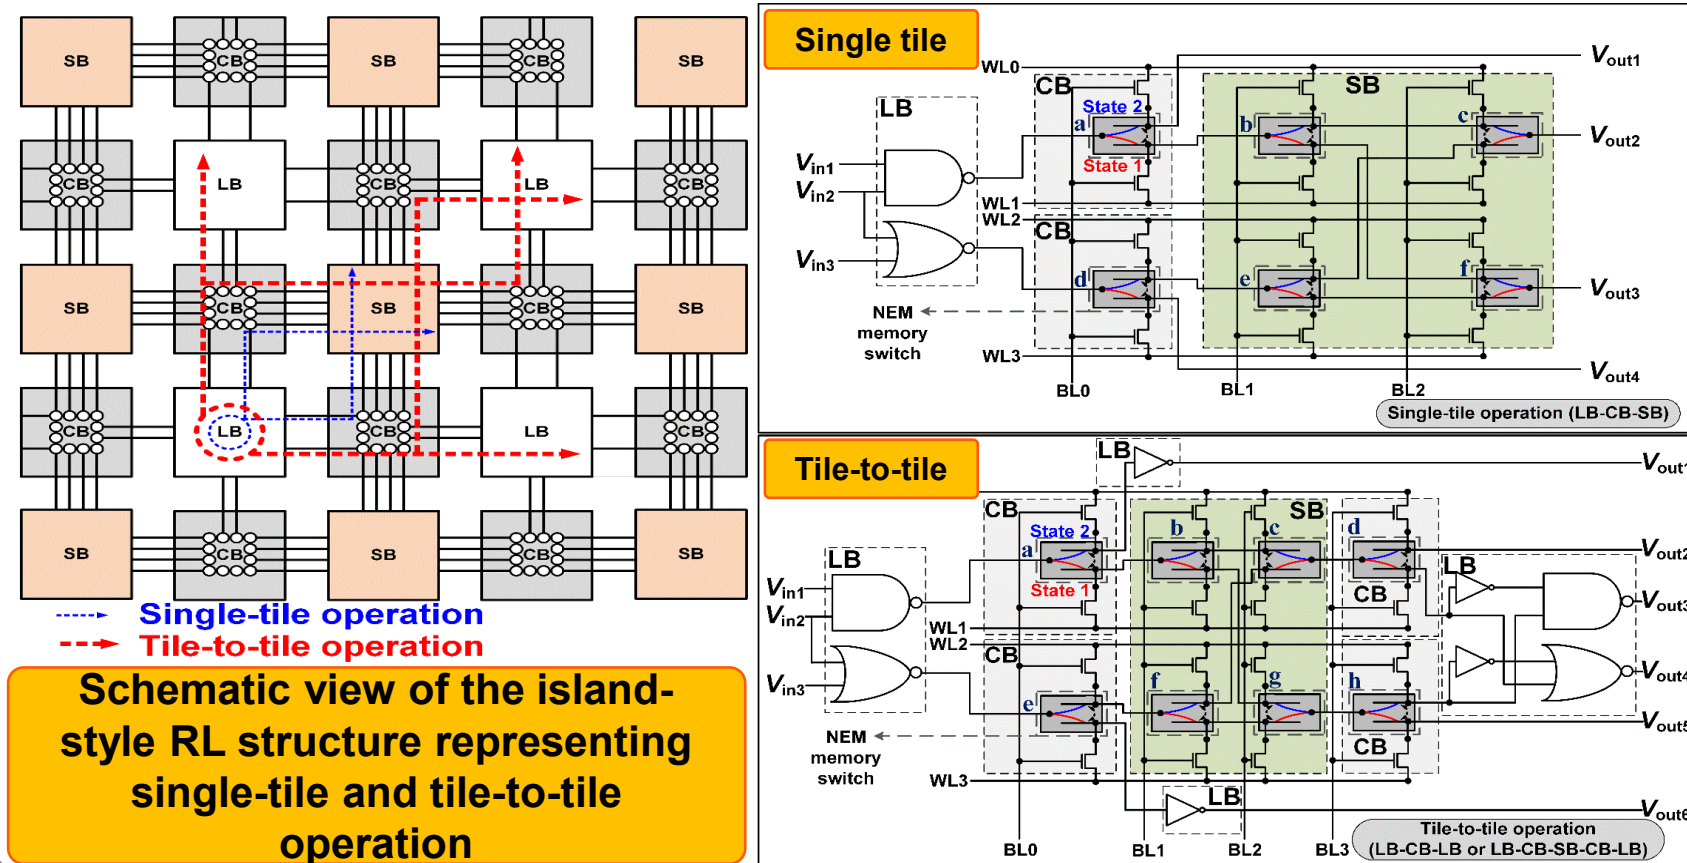 SB
CB
SB
CB
SB
CB
LB
CB
LB
CB
SB
CB
SB
CB
SB
CB
LB
CB
LB
CB
SB
CB
SB
CB
SB
Single-tile operation
Tile-to-tile operation
Schematic view of the island-
style RL structure representing
single-tile and tile-to-tile
operation
Single tile
WL0
Vout1
CB
SB
LB
State 2
a
b
c
Vout2
Vin1
State 1
Vin2
WL1
WL2
CB
Vin3
d
e
f
Vout3
NEM
memory
switch
WL3
Vout4
BL0
BL1
BL2
Single-tile operation (LB-CB-SB)
Tile-to-tile
LB
Vout1
CB
SB
State 2
a
b
c
d
Vout2
LB
LB
Vin1
State 1
CB
Vout3
Vin2
WL1
WL2
CB
Vin3
Vout4
e
f
g
h
Vout5
NEM
memory
switch
CB
WL3
LB
Vout6
BL0
BL1
BL2
BL3
Tile-to-tile operation
(LB-CB-LB or LB-CB-SB-CB-LB)